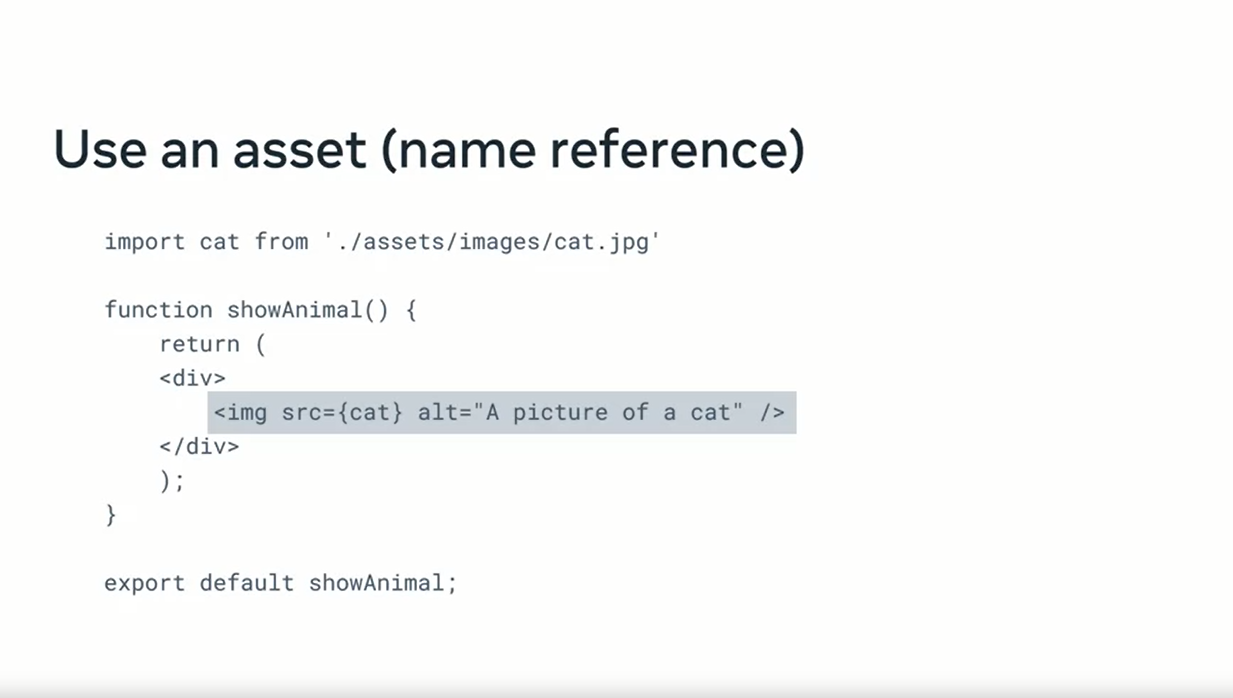 Use an asset (name reference)
import cat from './assets/images/cat.jpg'
function showAnimal() {
return (
<div>
<img src={cat} alt="A picture of a cat" />
</div>
);
}
export default showAnimal;